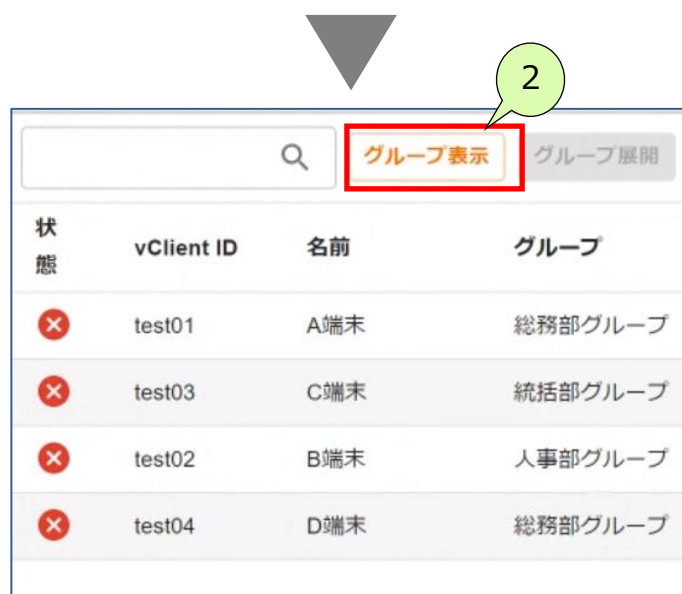 2
グループ表示 グループ展開
状態 vClient ID 名前 グループ
test01 A端末 総務部グループ
test03 C端末 統括部グループ
test02 B端末 人事部グループ
test04 D端末 総務部グループ